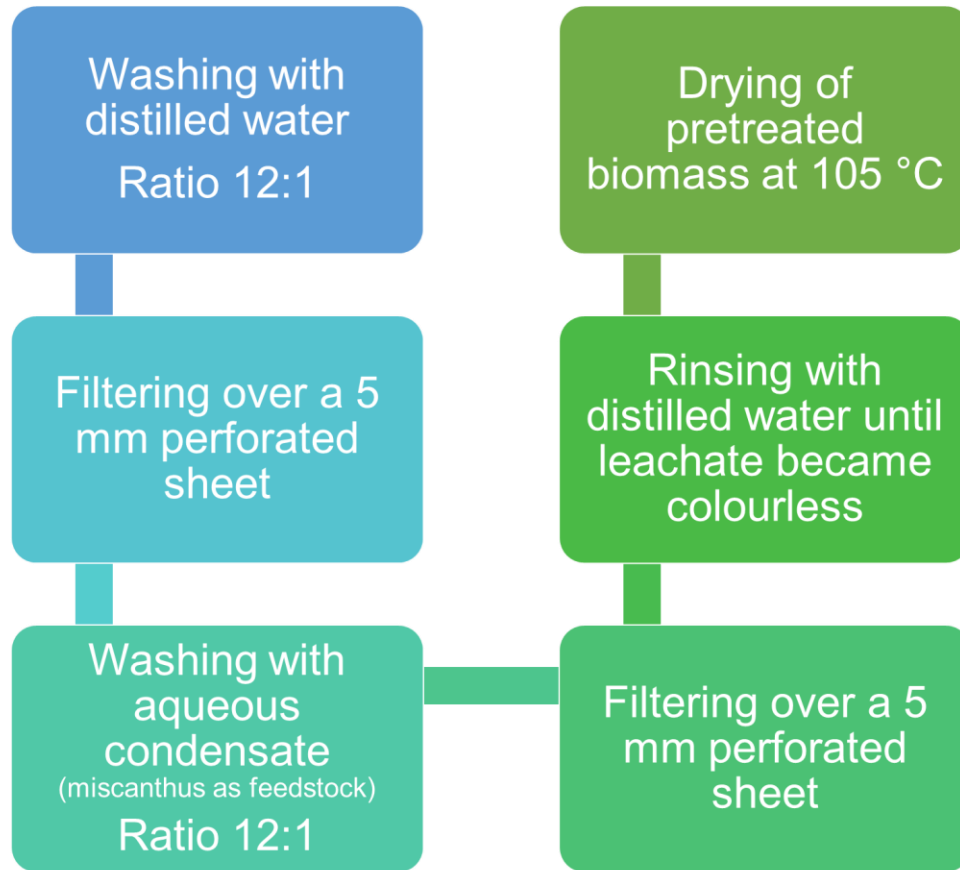 Washing with
distilled water
Ratio 12:1
Filtering over a 5
mm perforated
sheet
Washing with
aqueous
condensate
(miscanthus as feedstock)
Ratio 12:1
Filtering over a 5
mm perforated
sheet
Rinsing with
distilled water until
leachate became
colourless
Drying of
pretreated
biomass at 105 °C